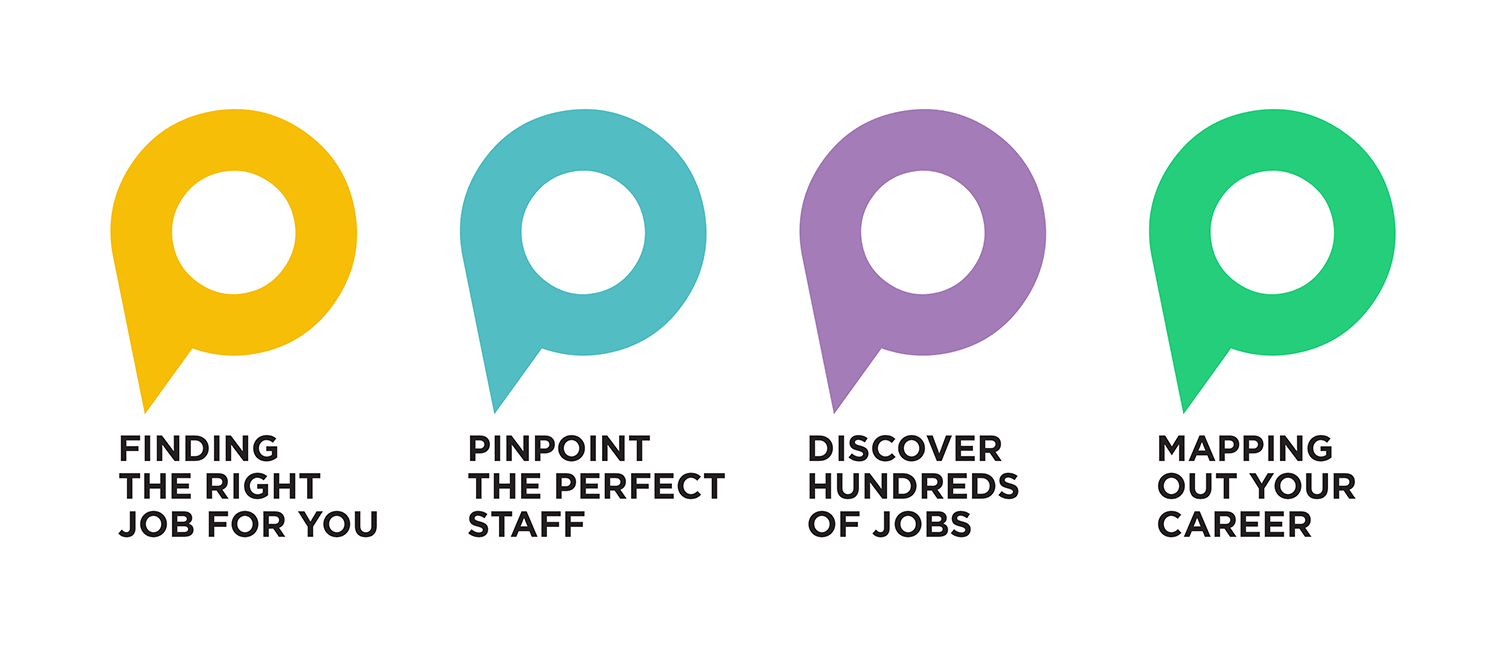 FINDING
THE RIGHT
JOB FOR YOU
PINPOINT
THE PERFECT
STAFF
DISCOVER
HUNDREDS
OF JOBS
MAPPING
OUT YOUR
CAREER